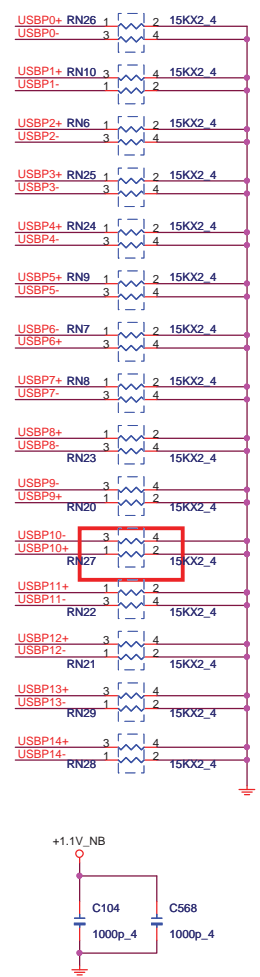 USBP0+ RN26 1 2 15KX2_4
USBP0- 3 4
USBP1+ RN10 3 4 15KX2_4
USBP1- 1 2
USBP2+ RN6 1 2 15KX2_4
USBP2- 3 4
USBP3+ RN25 1 2 15KX2_4
USBP3- 3 4
USBP4+ RN24 1 2 15KX2_4
USBP4- 3 4
USBP5+ RN9 1 2 15KX2_4
USBP5- 3 4
USBP6- RN7 1 2 15KX2_4
USBP6+ 3 4
USBP7+ RN8 1 2 15KX2_4
USBP7- 3 4
USBP8+ 1 2
USBP8- 3 4
RN23 15KX2_4
USBP9- 3 4
USBP9+ 1 2
RN20 15KX2_4
USBP10- 3 4
USBP10+ 1 2
RN27 15KX2_4
USBP11+ 1 2
USBP11- 3 4
RN22 15KX2_4
USBP12+ 3 4
USBP12- 1 2
RN21 15KX2_4
USBP13+ 3 4
USBP13- 1 2
RN29 15KX2_4
USBP14+ 3 4
USBP14- 1 2
RN28 15KX2_4
+1.1V_NB
C104 C568
1000p_4 1000p_4